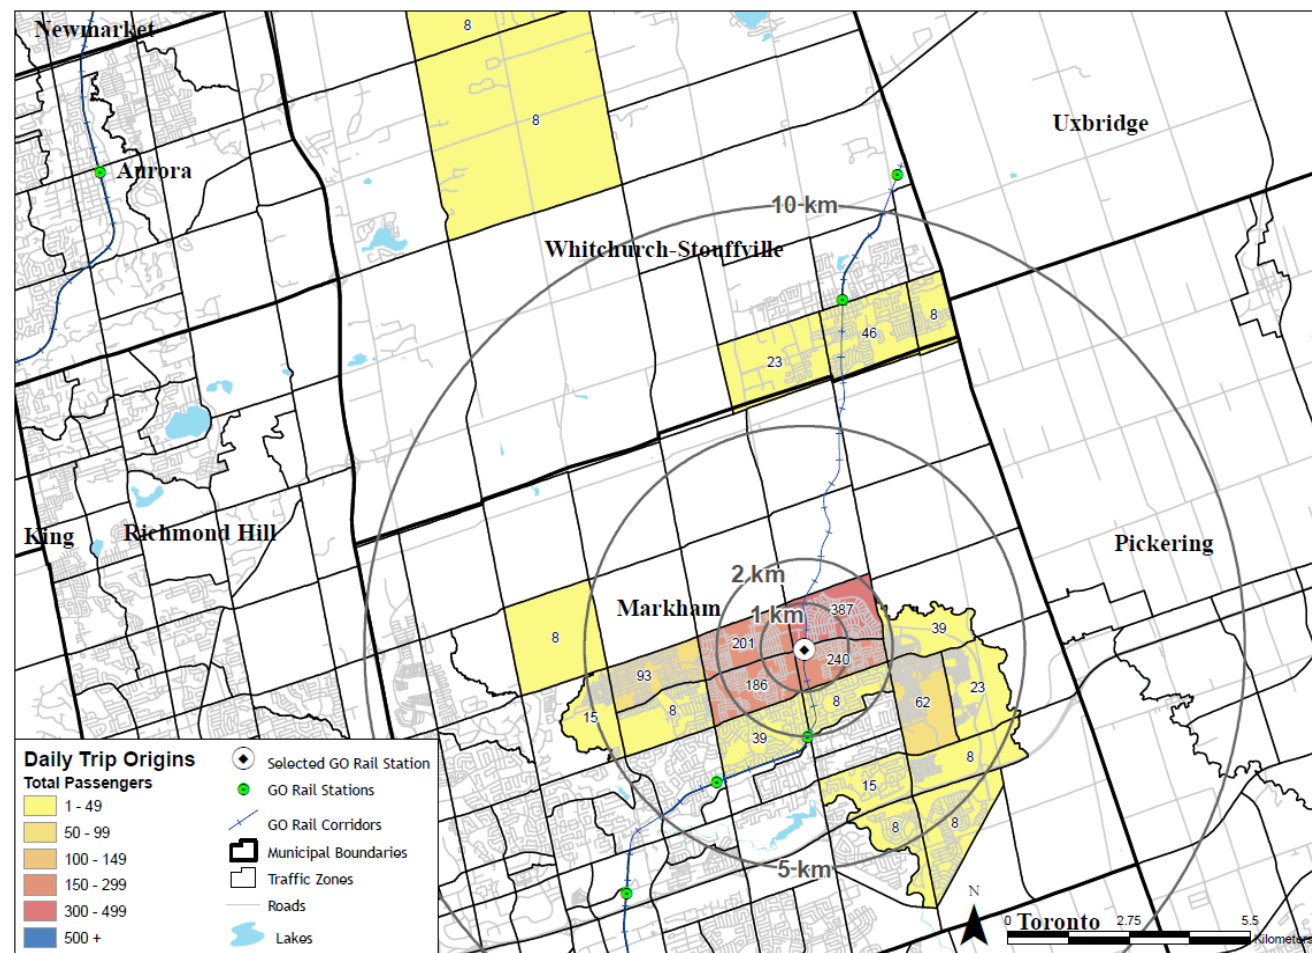 Newmarket
8
Uxbridge
8
Aurora
10 km
Whitchurch-Stouffville
8
46
23
King
Richmond Hill
Pickering
2 km
Markham
1 km
387
8
201
39
240
93
186
23
8
8
62
15
39
8
15
8
8
5 km
Daily Trip Origins
Total Passengers
1 - 49
50 - 99
100 - 149
150 - 299
300 - 499
500 +
Selected GO Rail Station
GO Rail Stations
GO Rail Corridors
Municipal Boundaries
Traffic Zones
Roads
Lakes
N
Toronto
0 2.75 5.5
Kilometers